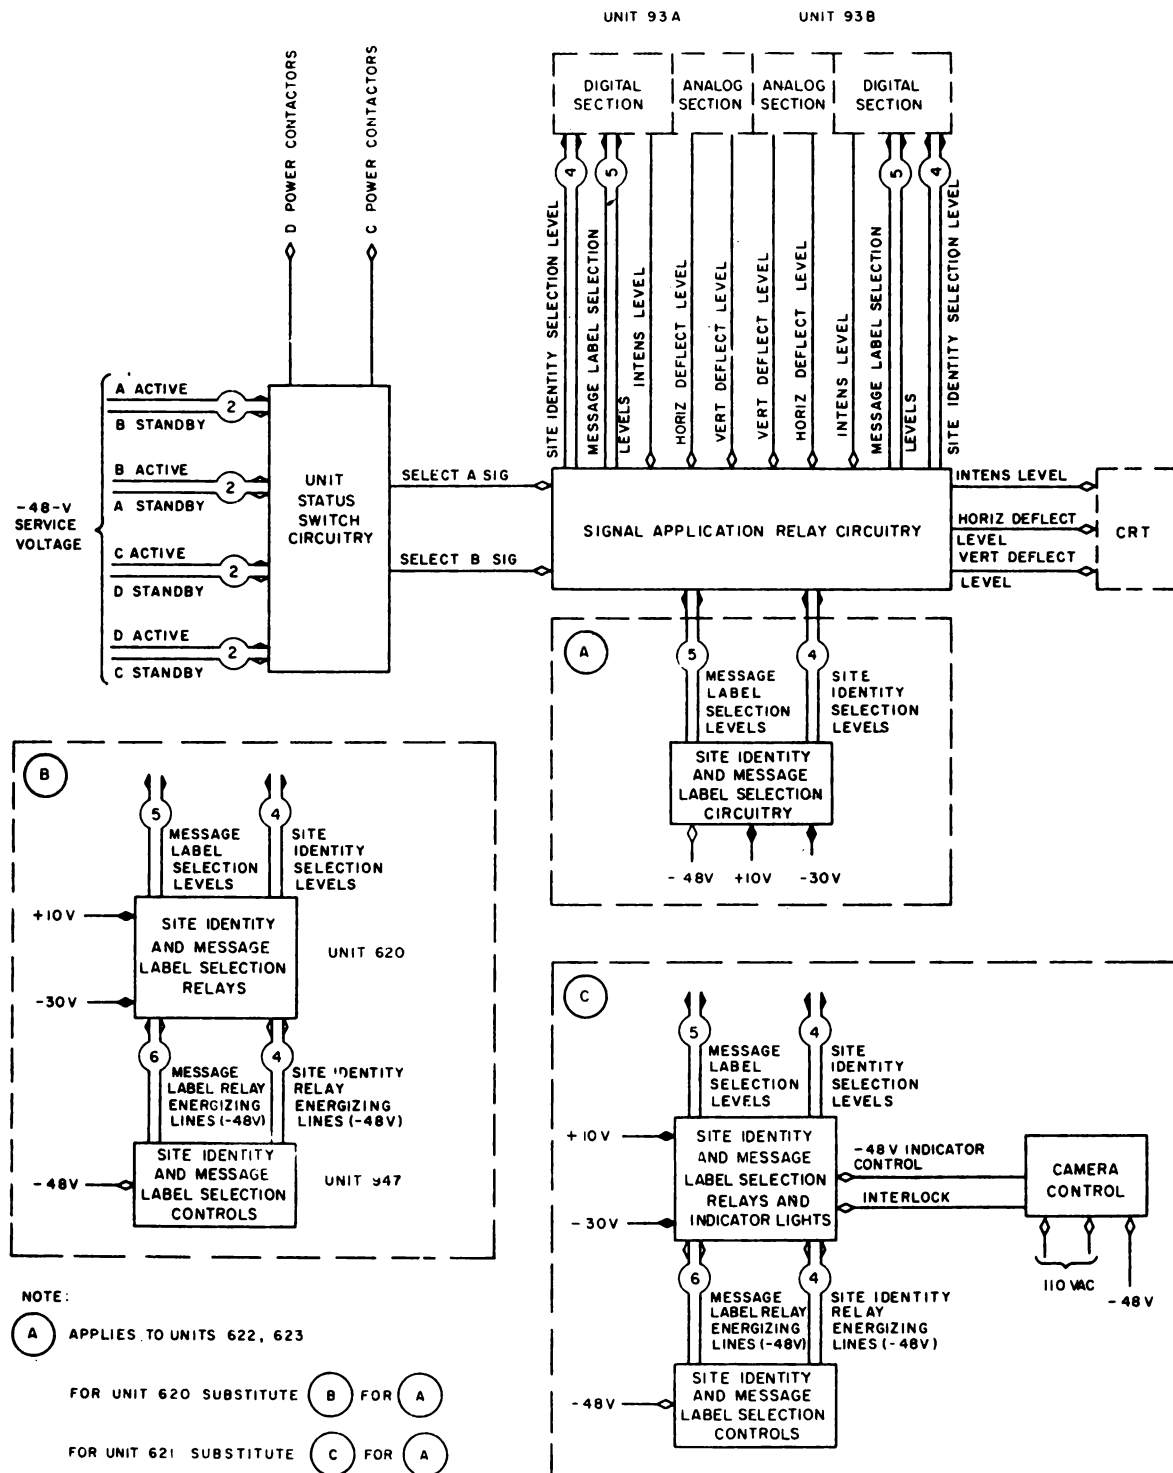 UNIT 93A
UNIT 93B
D POWER CONTACTORS
C POWER CONTACTORS
DIGITAL
SECTION
ANALOG
SECTION
ANALOG
SECTION
DIGITAL
SECTION
4
5
5
4
SITE IDENTITY SELECTION LEVEL
MESSAGE LABEL SELECTION
LEVELS
INTENS LEVEL
HORIZ DEFLECT LEVEL
VERT DEFLECT LEVEL
VERT DEFLECT LEVEL
HORIZ DEFLECT LEVEL
INTENS LEVEL
MESSAGE LABEL SELECTION
LEVELS
SITE IDENTITY SELECTION LEVEL
-48-V
SERVICE
VOLTAGE
A ACTIVE
2
B STANDBY
B ACTIVE
2
A STANDBY
C ACTIVE
2
D STANDBY
D ACTIVE
2
C STANDBY
UNIT
STATUS
SWITCH
CIRCUITRY
SELECT A SIG
SELECT B SIG
SIGNAL APPLICATION RELAY CIRCUITRY
INTENS LEVEL
HORIZ DEFLECT
LEVEL
VERT DEFLECT
LEVEL
CRT
A
5
4
MESSAGE
LABEL
SELECTION
LEVELS
SITE
IDENTITY
SELECTION
LEVELS
SITE IDENTITY
AND MESSAGE
LABEL SELECTION
CIRCUITRY
- 48V
+10V
-30V
B
5
4
MESSAGE
LABEL
SELECTION
LEVELS
SITE
IDENTITY
SELECTION
LEVELS
+10V
-30V
SITE IDENTITY
AND MESSAGE
LABEL SELECTION
RELAYS
UNIT 620
6
4
MESSAGE
LABEL RELAY
ENERGIZING
LINES (-48V)
SITE IDENTITY
RELAY
ENERGIZING
LINES (-48V)
-48V
SITE IDENTITY
AND MESSAGE
LABEL SELECTION
CONTROLS
UNIT 947
C
5
4
MESSAGE
LABEL
SELECTION
LEVELS
SITE
IDENTITY
SELECTION
LEVELS
+10V
-30V
SITE IDENTITY
AND MESSAGE
LABEL SELECTION
RELAYS AND
INDICATOR LIGHTS
-48V INDICATOR
CONTROL
INTERLOCK
CAMERA
CONTROL
110 VAC
-48V
6
4
MESSAGE
LABEL RELAY
ENERGIZING
LINES (-48V)
SITE IDENTITY
RELAY
ENERGIZING
LINES (-48V)
-48V
SITE IDENTITY
AND MESSAGE
LABEL SELECTION
CONTROLS
NOTE:
A APPLIES TO UNITS 622, 623
FOR UNIT 620 SUBSTITUTE B FOR A
FOR UNIT 621 SUBSTITUTE C FOR A